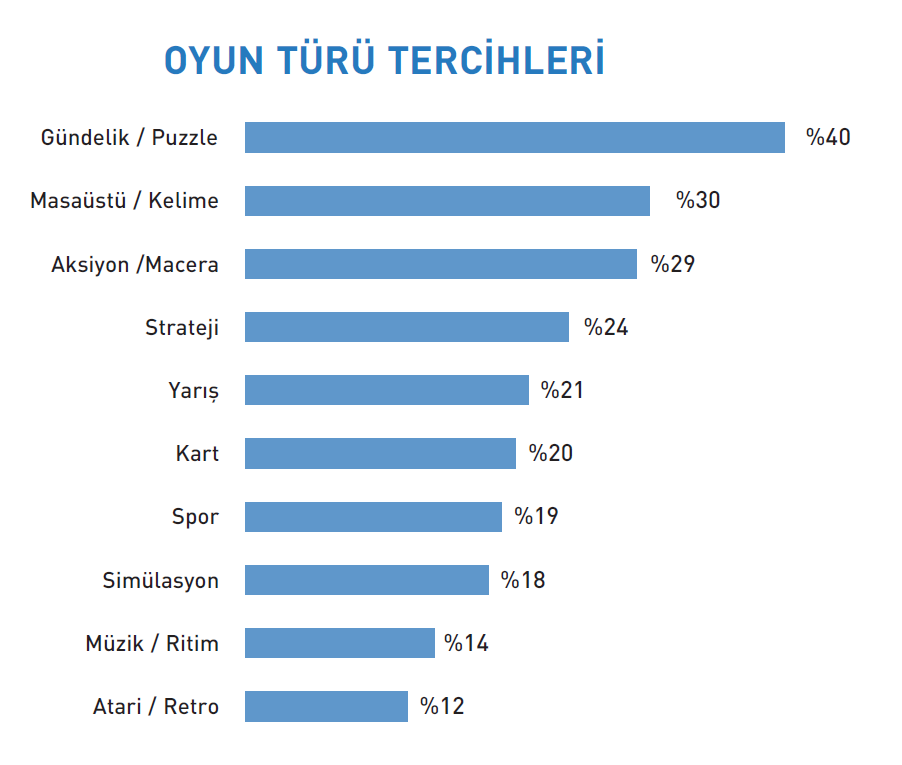 OYUN TÜRÜ TERCİHLERİ
Gündelik / Puzzle %40
Masaüstü / Kelime %30
Aksiyon /Macera %29
Strateji %24
Yarış %21
Kart %20
Spor %19
Simülasyon %18
Müzik / Ritim %14
Atari / Retro %12